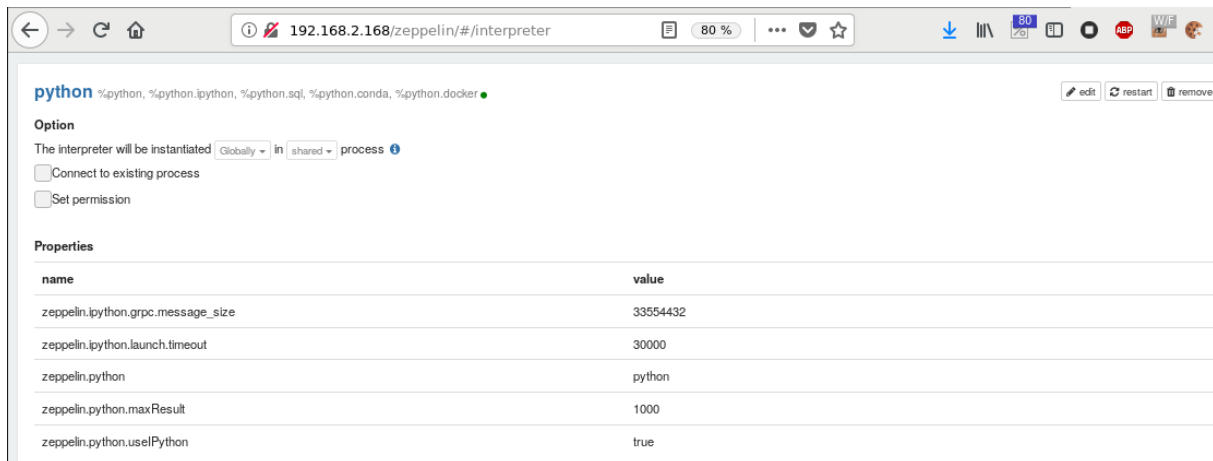 192.168.2.168/zeppelin/#/interpreter 80 % 80 % ABP W/F
python %python, %python.ipython, %python.sql, %python.conda, %python.docker edit restart remove
Option
The interpreter will be instantiated Globally in shared process
Connect to existing process
Set permission
Properties
name value
zeppelin.ipython.grpc.message_size 33554432
zeppelin.ipython.launch.timeout 30000
zeppelin.python python
zeppelin.python.maxResult 1000
zeppelin.python.useIPython true